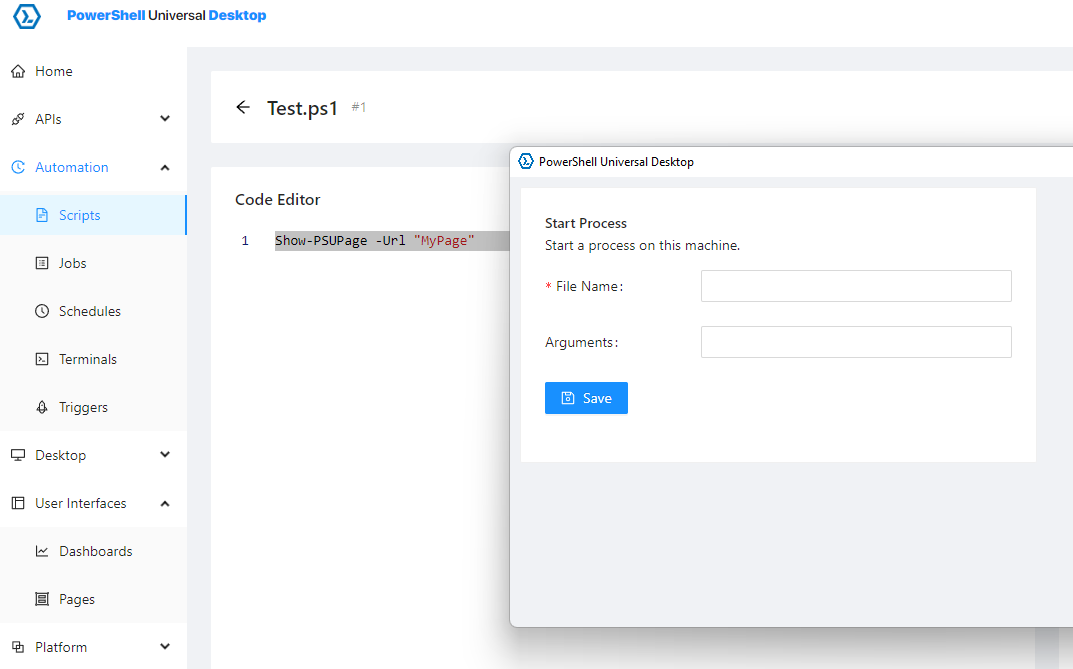 PowerShell Universal Desktop
Home
APIs
Automation
Scripts
Jobs
Schedules
Terminals
Triggers
Desktop
User Interfaces
Dashboards
Pages
Platform
Test.ps1 #1
Code Editor
1 Show-PSUPage -Url "MyPage"
PowerShell Universal Desktop
Start Process
Start a process on this machine.
* File Name:
Arguments:
Save